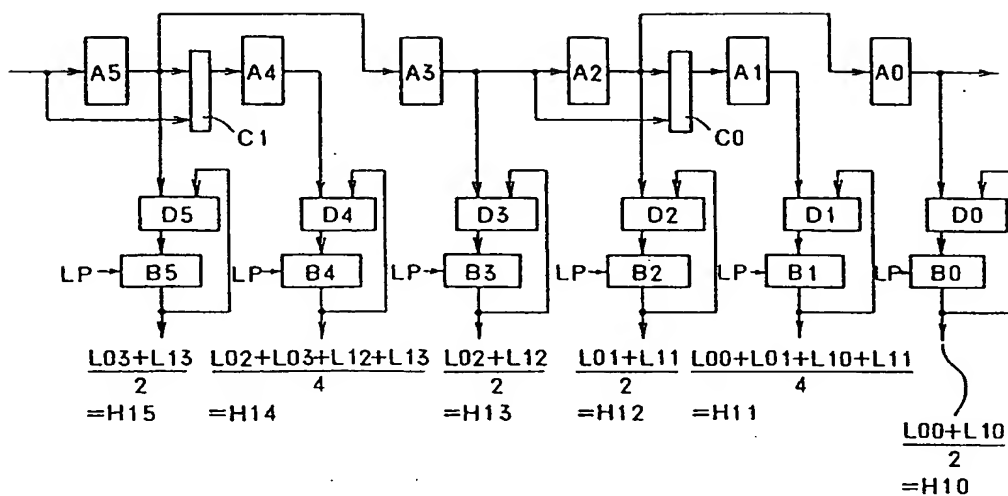 A5 A4 A3 A2 A1 A0
C1 C0
D5 D4 D3 D2 D1 D0
LP B5 LP B4 LP B3 LP B2 LP B1 LP B0
L03+L13 L02+L03+L12+L13 L02+L12 L01+L11 L00+L01+L10+L11
2 4 2 2 4
=H15 =H14 =H13 =H12 =H11
L00+L10
2
=H10